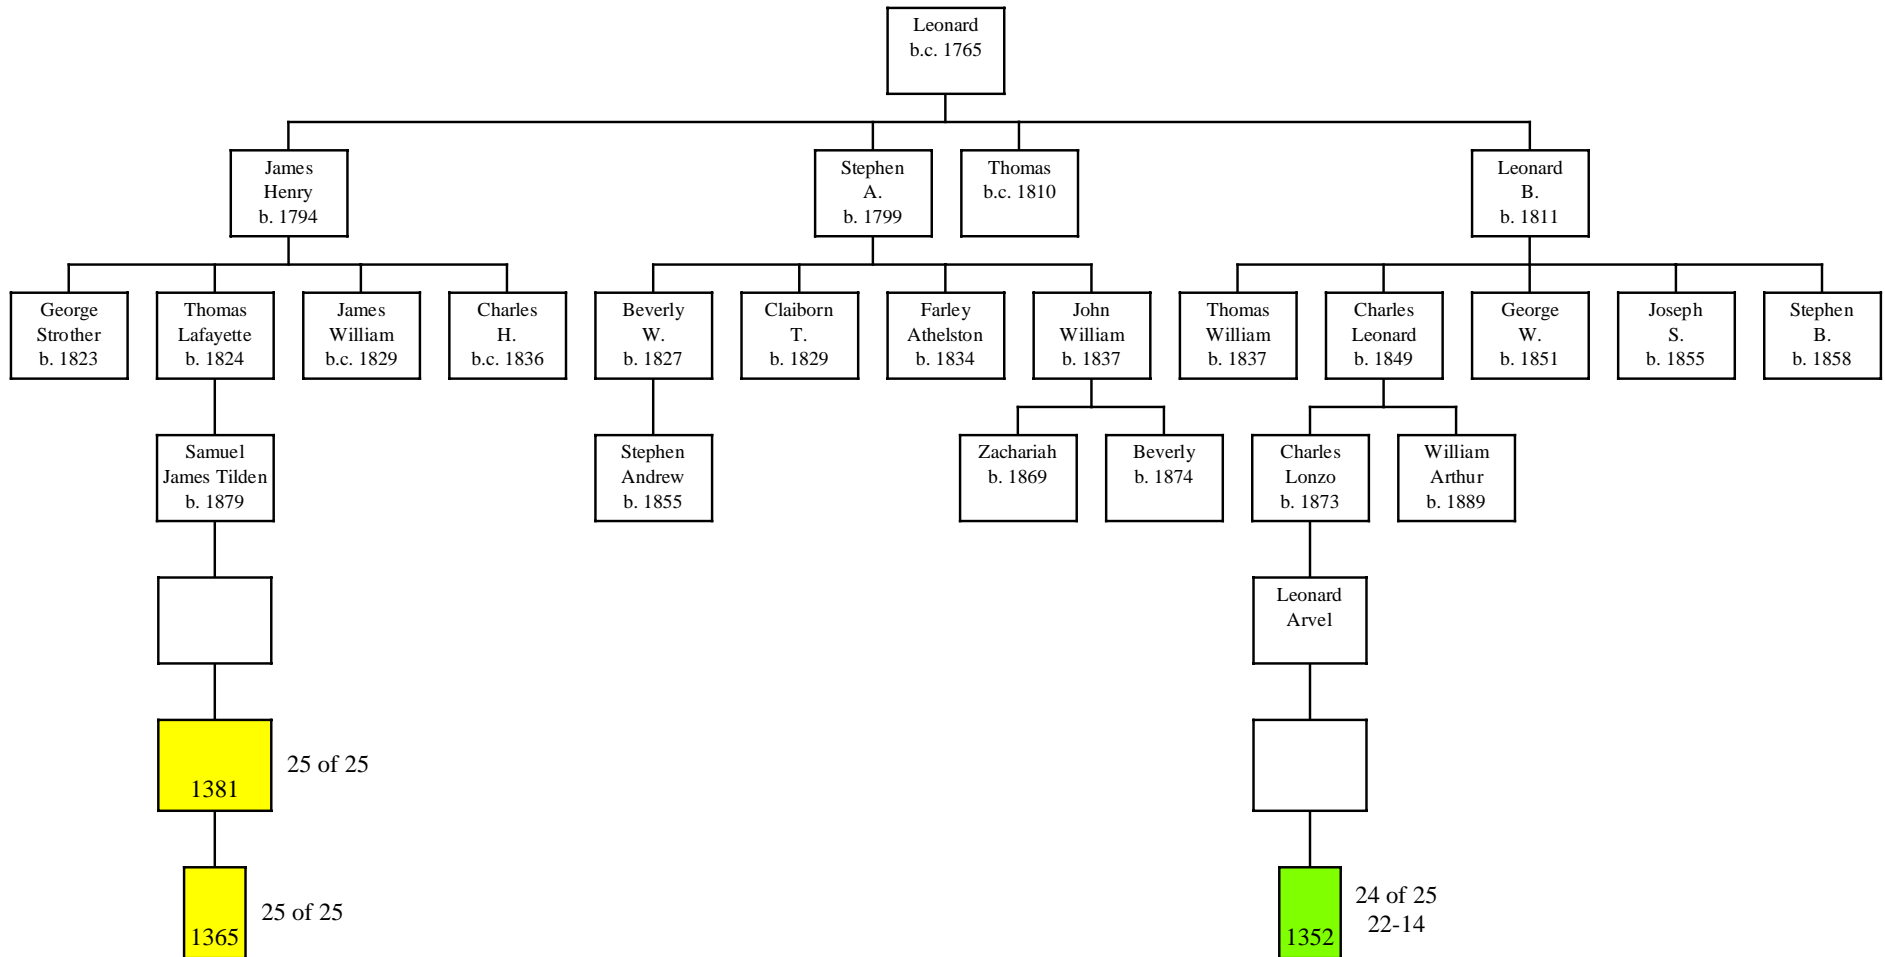 Leonard
b.c. 1765
James
Henry
b. 1794
Stephen
A.
b. 1799
Thomas
b.c. 1810
Leonard
B.
b. 1811
George
Strother
b. 1823
Thomas
Lafayette
b. 1824
James
William
b.c. 1829
Charles
H.
b.c. 1836
Beverly
W.
b. 1827
Claiborn
T.
b. 1829
Farley
Athelston
b. 1834
John
William
b. 1837
Thomas
William
b. 1837
Charles
Leonard
b. 1849
George
W.
b. 1851
Joseph
S.
b. 1855
Stephen
B.
b. 1858
Samuel
James Tilden
b. 1879
Stephen
Andrew
b. 1855
Zachariah
b. 1869
Beverly
b. 1874
Charles
Lonzo
b. 1873
William
Arthur
b. 1889
Leonard
Arvel
1381
25 of 25
1365
25 of 25
1352
24 of 25
22-14